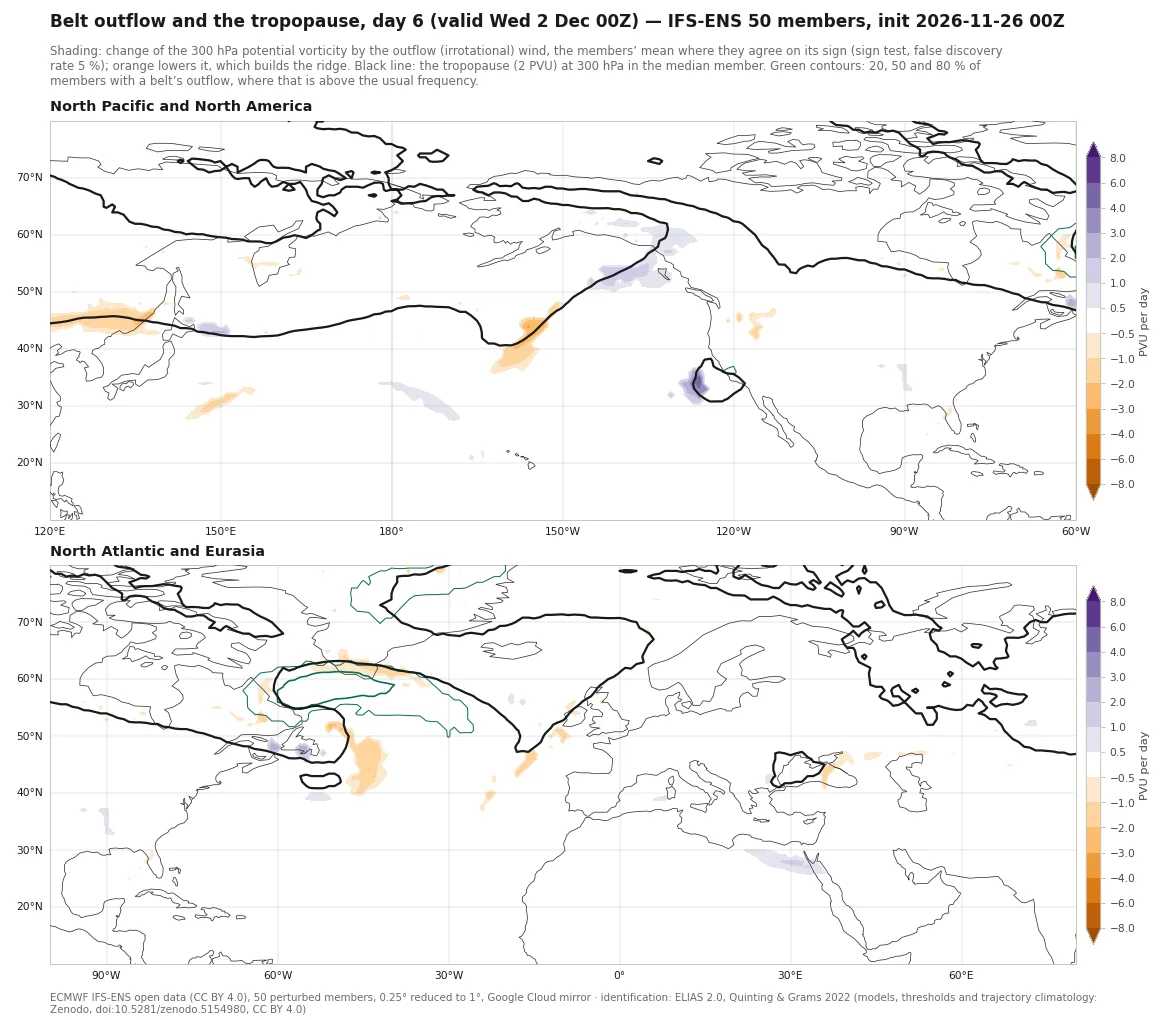 Belt outflow and the tropopause, day 6 (valid Wed 2 Dec 00Z) — IFS-ENS 50 members, init 2026-11-26 00Z
Shading: change of the 300 hPa potential vorticity by the outflow (irrotational) wind, the members’ mean where they agree on its sign (sign test, false discovery
rate 5 %); orange lowers it, which builds the ridge. Black line: the tropopause (2 PVU) at 300 hPa in the median member. Green contours: 20, 50 and 80 % of
members with a belt’s outflow, where that is above the usual frequency.
North Pacific and North America
70°N
60°N
50°N
40°N
30°N
20°N
120°E 150°E 180° 150°W 120°W 90°W 60°W
8.0
6.0
4.0
3.0
2.0
1.0
0.5
−0.5
−1.0
−2.0
−3.0
−4.0
−6.0
−8.0
PVU per day
North Atlantic and Eurasia
70°N
60°N
50°N
40°N
30°N
20°N
90°W 60°W 30°W 0° 30°E 60°E
8.0
6.0
4.0
3.0
2.0
1.0
0.5
−0.5
−1.0
−2.0
−3.0
−4.0
−6.0
−8.0
PVU per day
ECMWF IFS-ENS open data (CC BY 4.0), 50 perturbed members, 0.25° reduced to 1°, Google Cloud mirror · identification: ELIAS 2.0, Quinting & Grams 2022 (models, thresholds and trajectory climatology:
Zenodo, doi:10.5281/zenodo.5154980, CC BY 4.0)